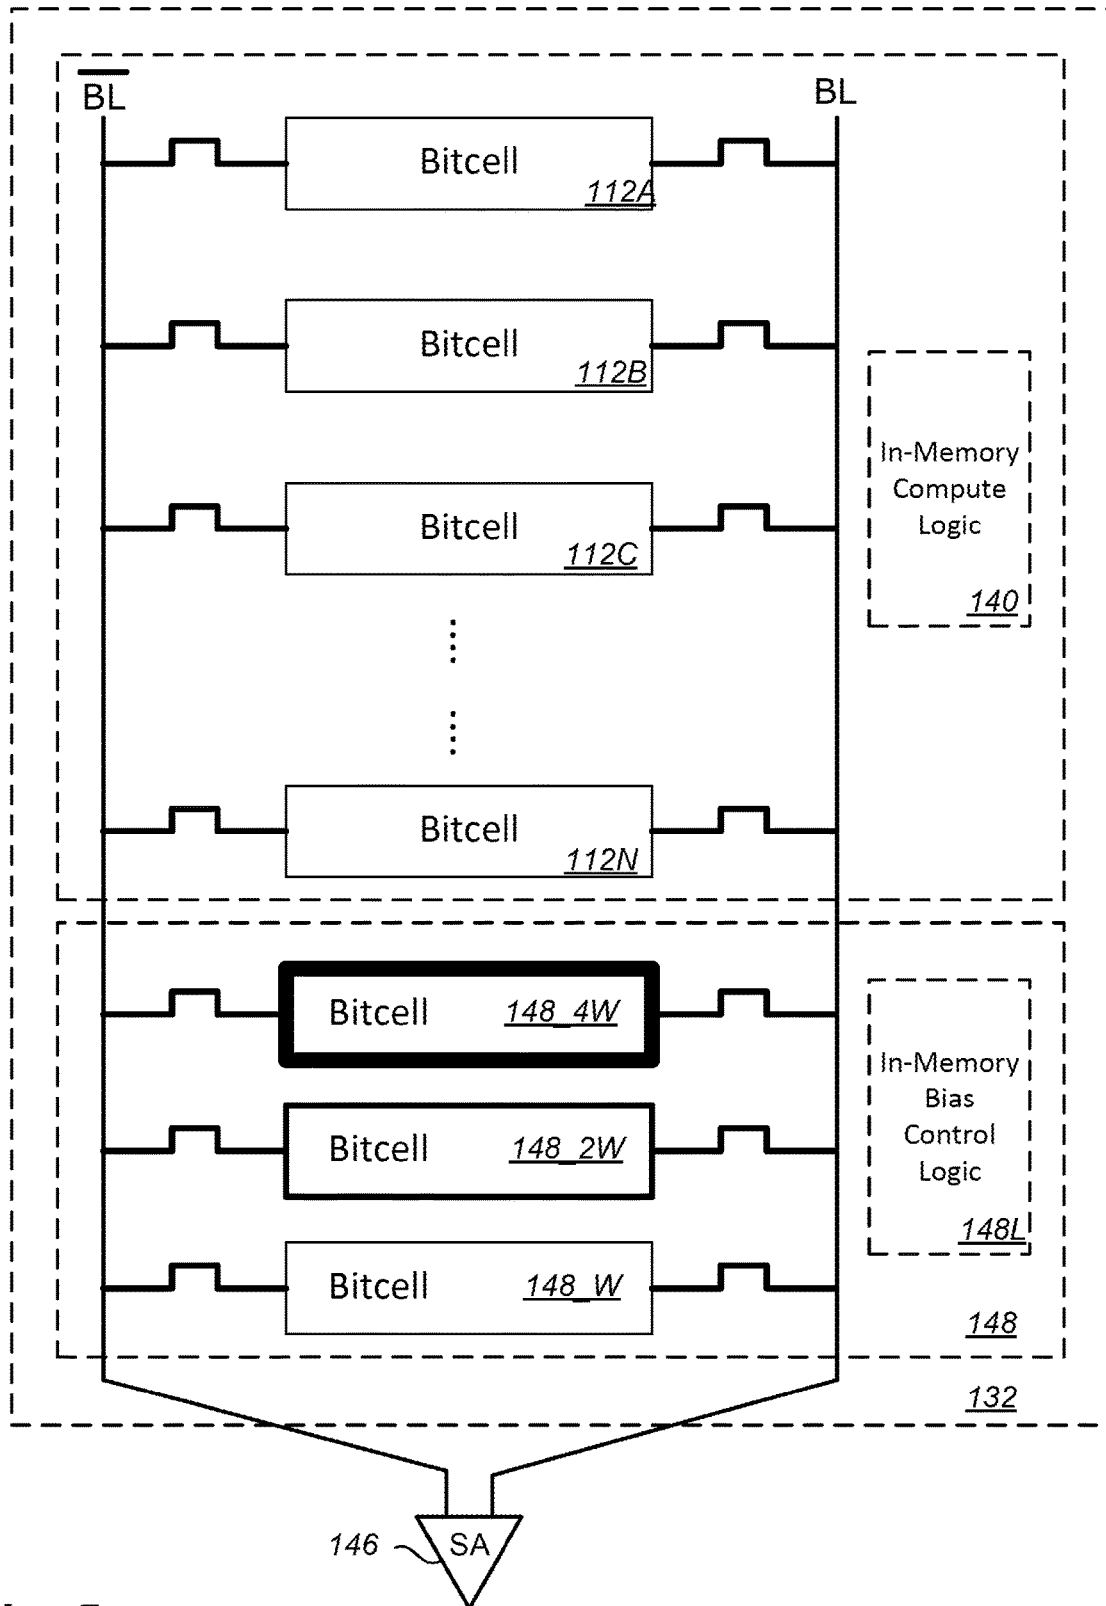 BL
BL
Bitcell
112A
Bitcell
112B
Bitcell
112C
In-Memory
Compute
Logic
140
Bitcell
112N
Bitcell 148_4W
Bitcell 148_2W
Bitcell 148_W
In-Memory
Bias
Control
Logic
148L
148
132
146
SA